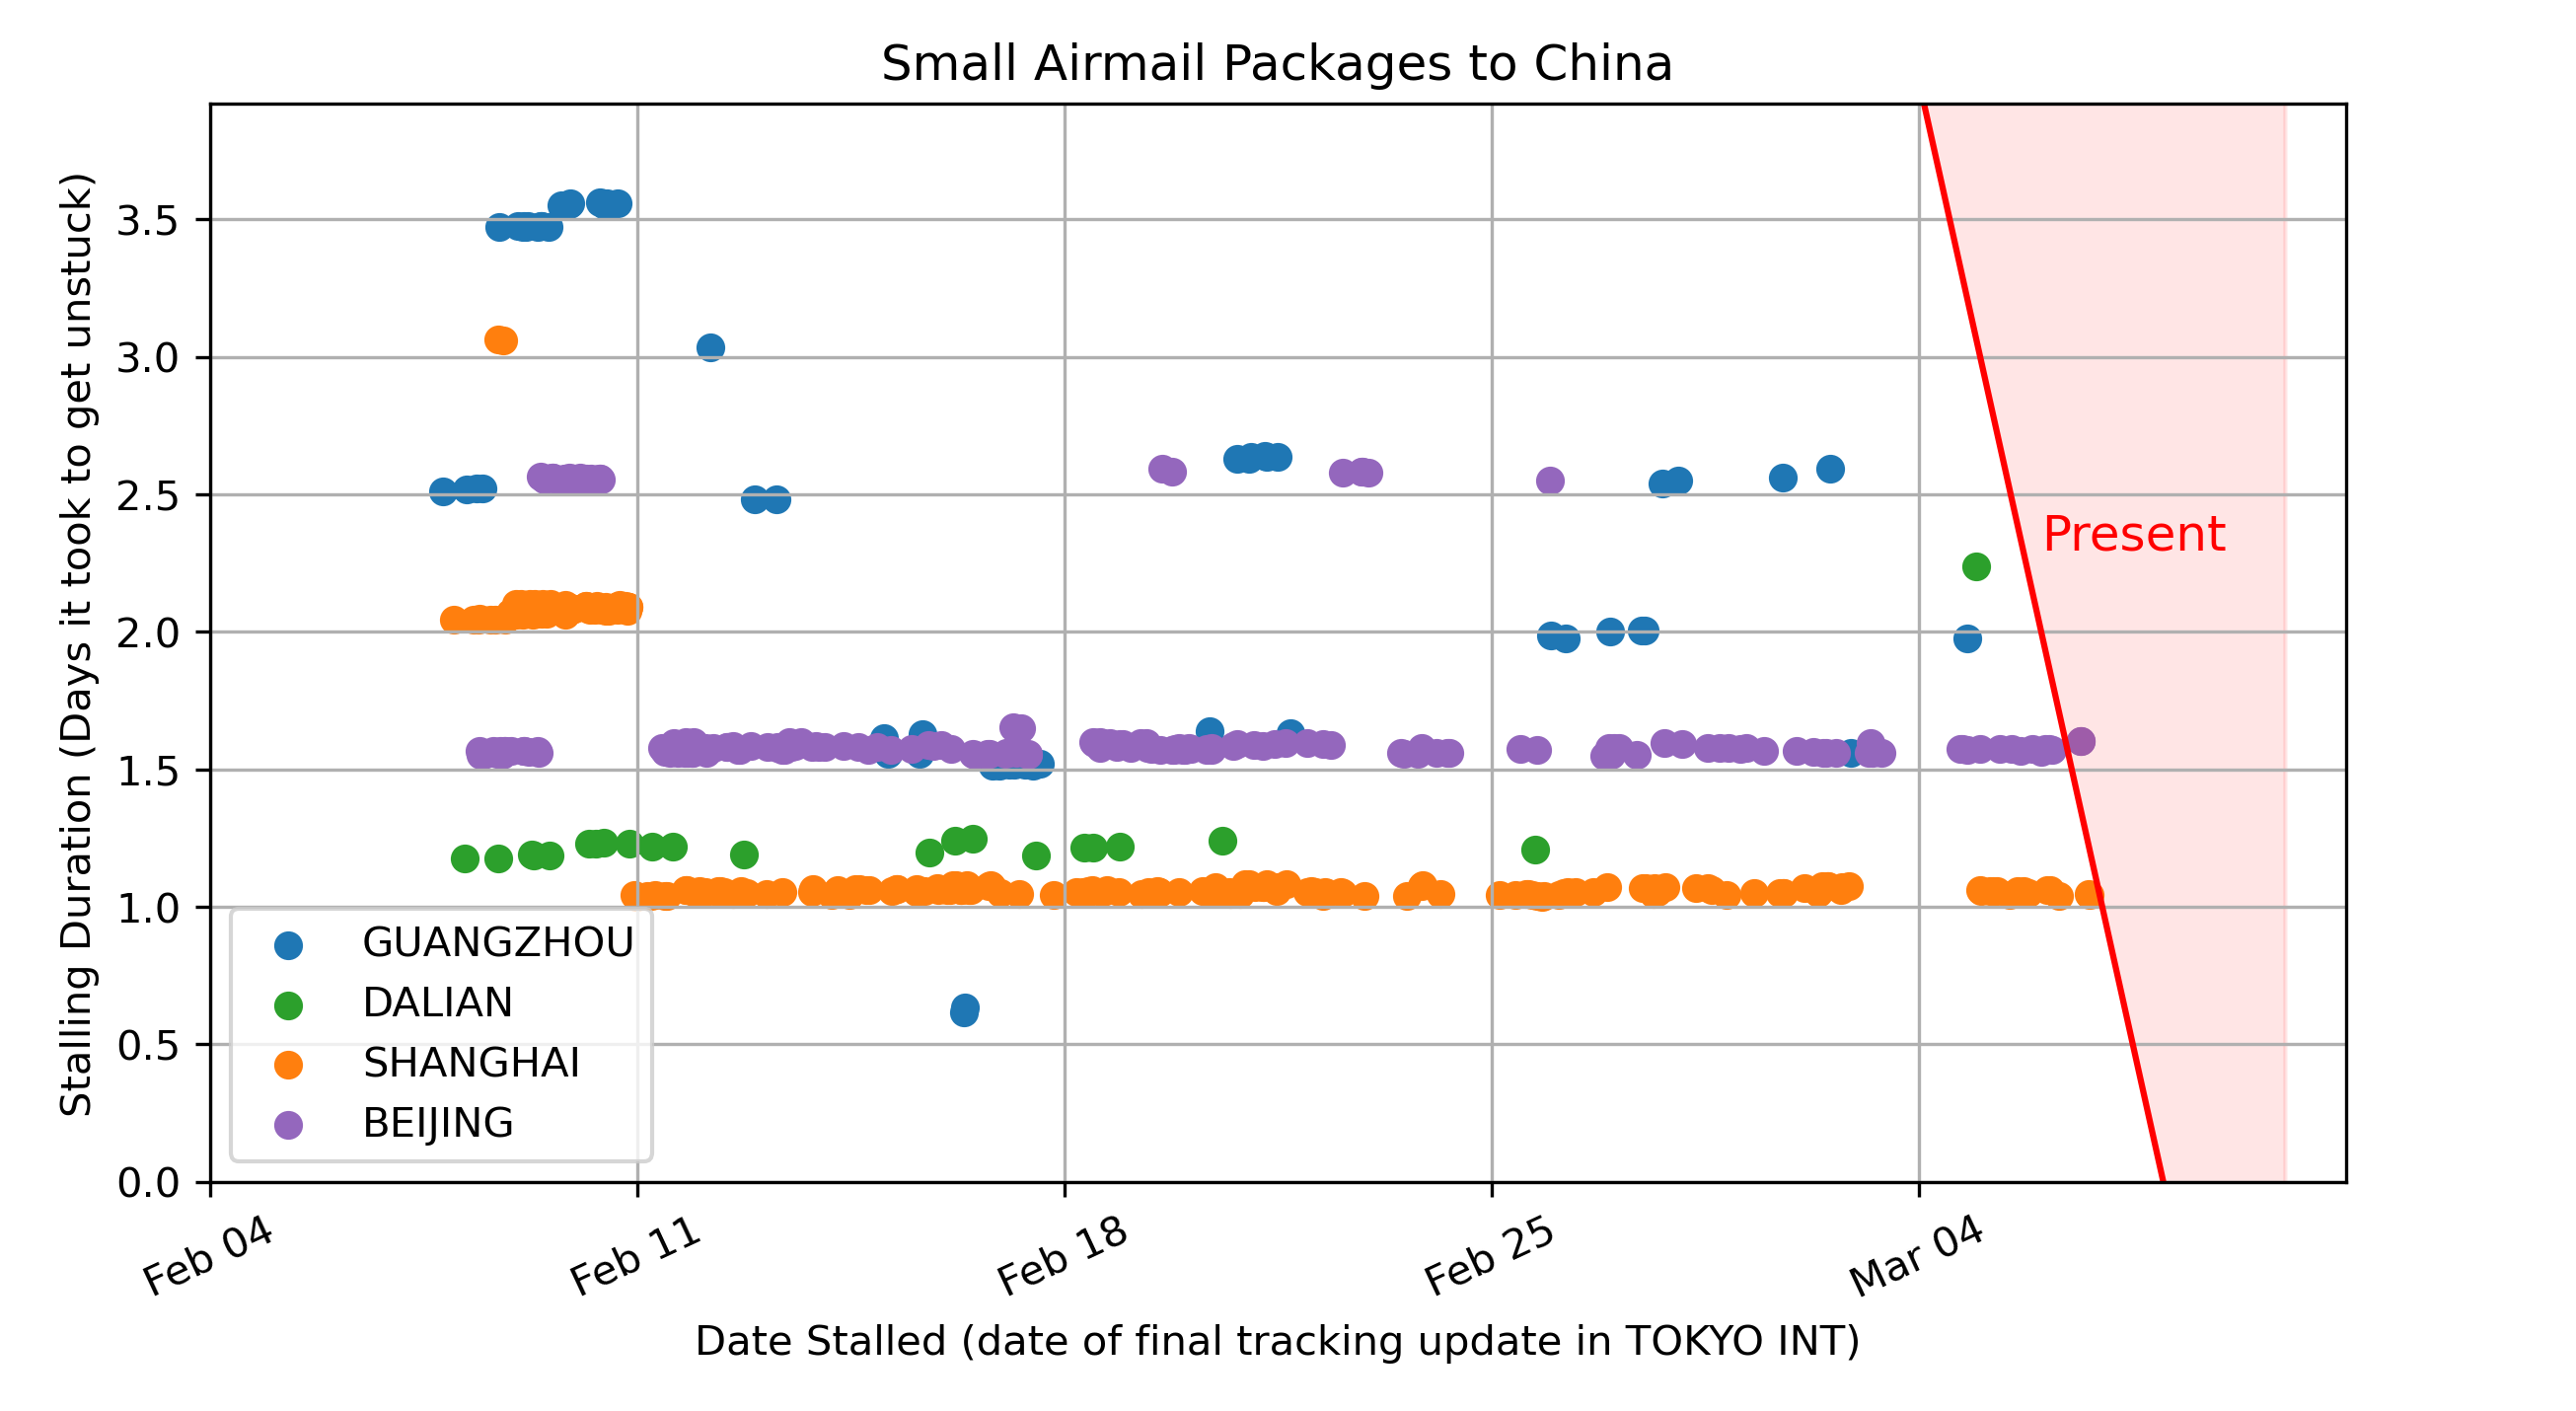 Small Airmail Packages to China
Stalling Duration (Days it took to get unstuck)
3.5
3.0
2.5
2.0
1.5
1.0
0.5
0.0
Present
GUANGZHOU
DALIAN
SHANGHAI
BEIJING
Feb 04
Feb 11
Feb 18
Feb 25
Mar 04
Date Stalled (date of final tracking update in TOKYO INT)